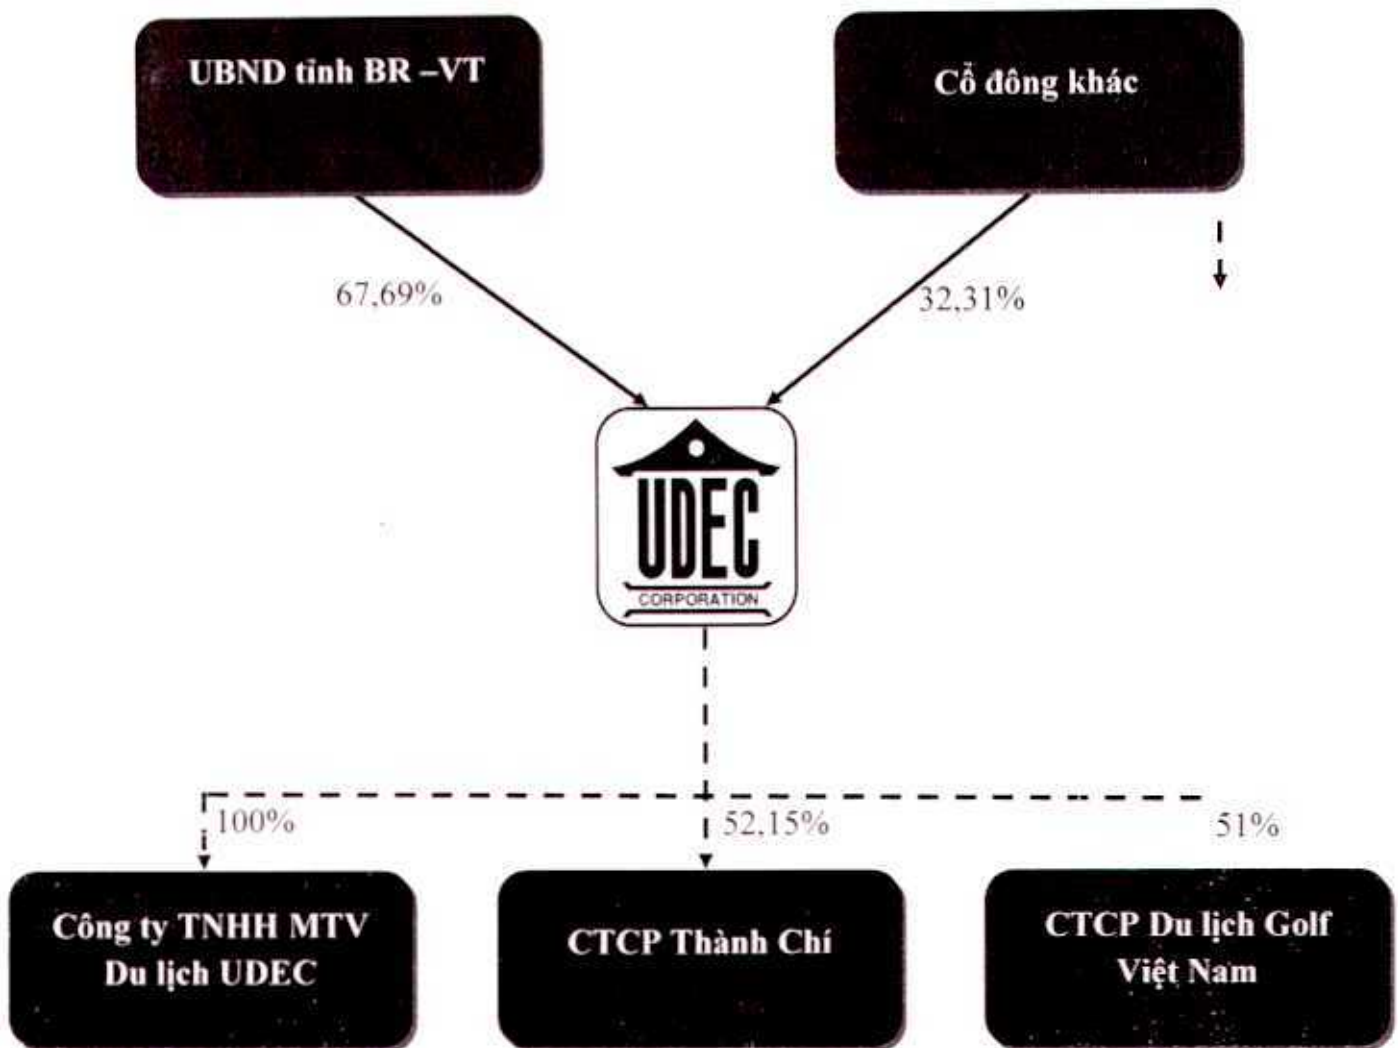 UBND tỉnh BR –VT
Cổ đông khác
67,69%
32,31%
UDEC
CORPORATION
100%
52,15%
51%
Công ty TNHH MTV
Du lịch UDEC
CTCP Thành Chí
CTCP Du lịch Golf
Việt Nam